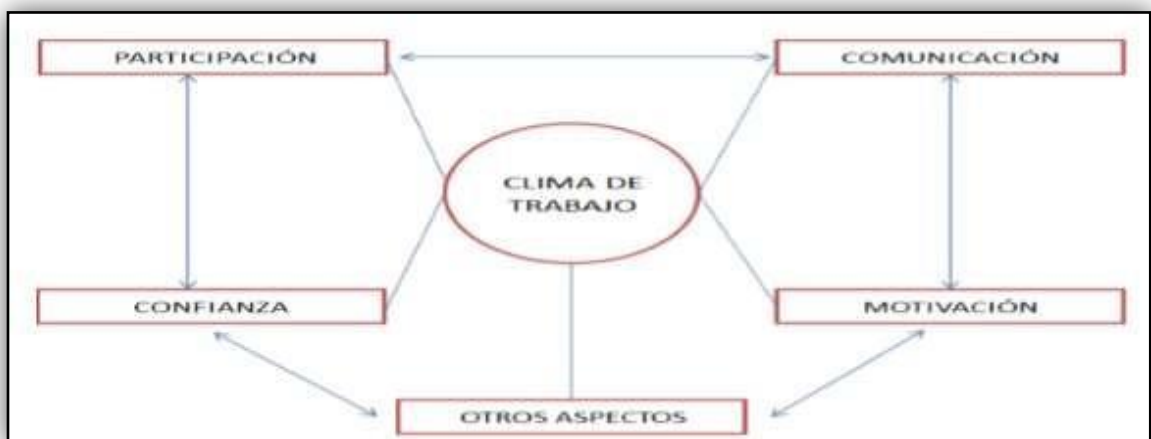 PARTICIPACIÓN
COMUNICACIÓN
CLIMA DE
TRABAJO
CONFIANZA
MOTIVACIÓN
OTROS ASPECTOS